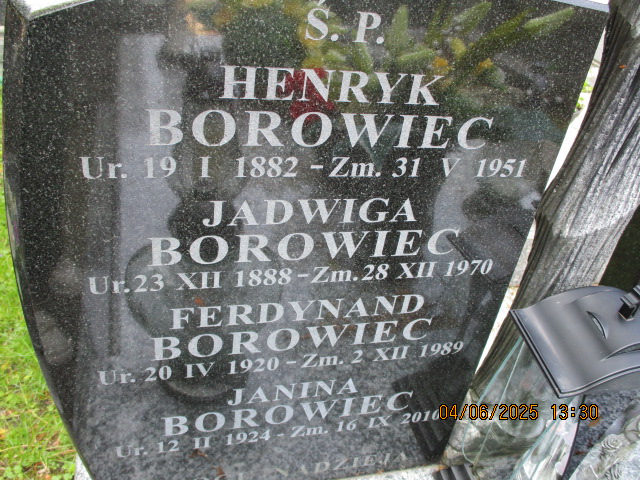 Ś. P.
HENRYK
BOROWIEC
Ur. 19 I 1882 - Zm. 31 V 1951
JADWIGA
BOROWIEC
Ur. 23 XII 1888 - Zm. 28 XII 1970
FERDYNAND
BOROWIEC
Ur. 20 IV 1920 - Zm. 2 XII 1989
JANINA
BOROWIEC
Ur. 12 II 1924 - Zm. 16 IX 2010
NADZIEJA
04/06/2025 13:30